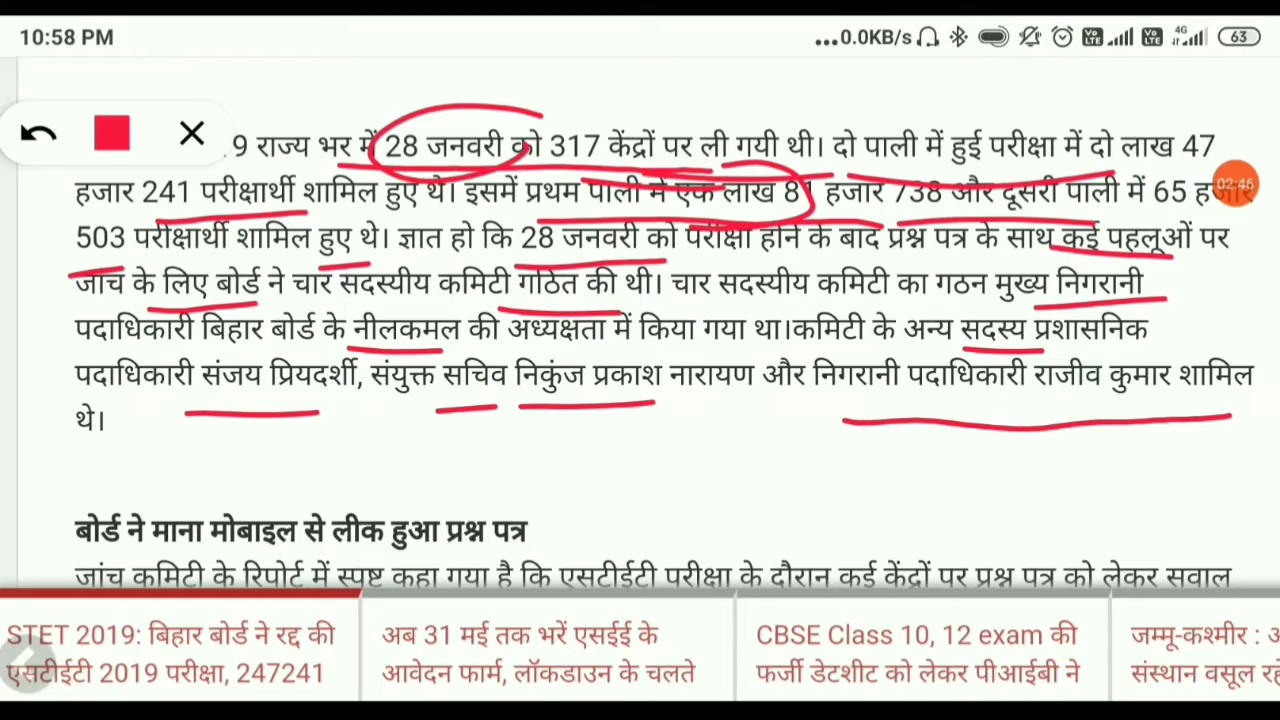 10:58 PM
...0.0KB/s
4G
63
9 राज्य भर में 28 जनवरी को 317 केंद्रों पर ली गयी थी। दो पाली में हुई परीक्षा में दो लाख 47
हजार 241 परीक्षार्थी शामिल हुए थे। इसमें प्रथम पाली में एक लाख 81 हजार 738 और दूसरी पाली में 65 हजार
02:46
503 परीक्षार्थी शामिल हुए थे। ज्ञात हो कि 28 जनवरी को परीक्षा होने के बाद प्रश्न पत्र के साथ कई पहलूओं पर
जांच के लिए बोर्ड ने चार सदस्यीय कमिटी गठित की थी। चार सदस्यीय कमिटी का गठन मुख्य निगरानी
पदाधिकारी बिहार बोर्ड के नीलकमल की अध्यक्षता में किया गया था।कमिटी के अन्य सदस्य प्रशासनिक
पदाधिकारी संजय प्रियदर्शी, संयुक्त सचिव निकुंज प्रकाश नारायण और निगरानी पदाधिकारी राजीव कुमार शामिल
थे।
बोर्ड ने माना मोबाइल से लीक हुआ प्रश्न पत्र
जांच कमिटी के रिपोर्ट में स्पष्ट कहा गया है कि एसटीईटी परीक्षा के दौरान कई केंद्रों पर प्रश्न पत्र को लेकर सवाल
STET 2019: बिहार बोर्ड ने रद्द की
एसटीईटी 2019 परीक्षा, 247241
अब 31 मई तक भरें एसईई के
आवेदन फार्म, लॉकडाउन के चलते
CBSE Class 10, 12 exam की
फर्जी डेटशीट को लेकर पीआईबी ने
जम्मू-कश्मीर :
संस्थान वसूल